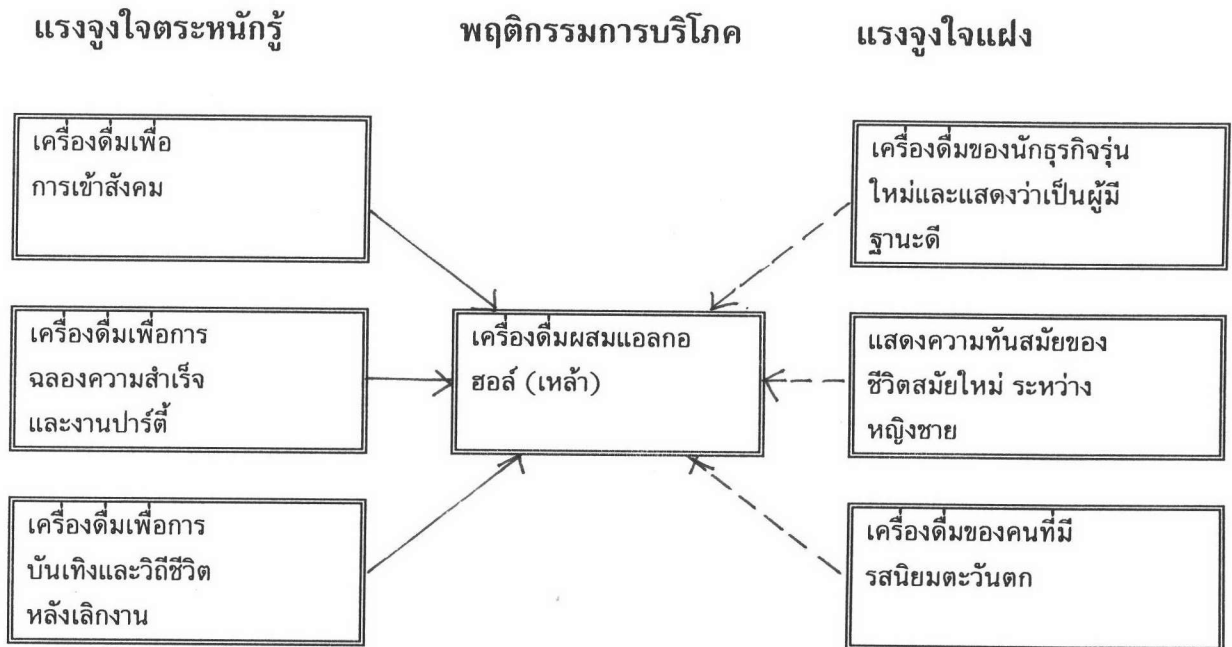 แรงจูงใจตระหนักรู้
พฤติกรรมการบริโภค
แรงจูงใจแฝง
เครื่องดื่มเพื่อ
การเข้าสังคม
เครื่องดื่มเพื่อการ
ฉลองความสำเร็จ
และงานปาร์ตี้
เครื่องดื่มเพื่อการ
บันเทิงและวิถีชีวิต
หลังเลิกงาน
เครื่องดื่มผสมแอลกอ
ฮอล์ (เหล้า)
เครื่องดื่มของนักธุรกิจรุ่น
ใหม่และแสดงว่าเป็นผู้มี
ฐานะดี
แสดงความทันสมัยของ
ชีวิตสมัยใหม่ ระหว่าง
หญิงชาย
เครื่องดื่มของคนที่มี
รสนิยมตะวันตก